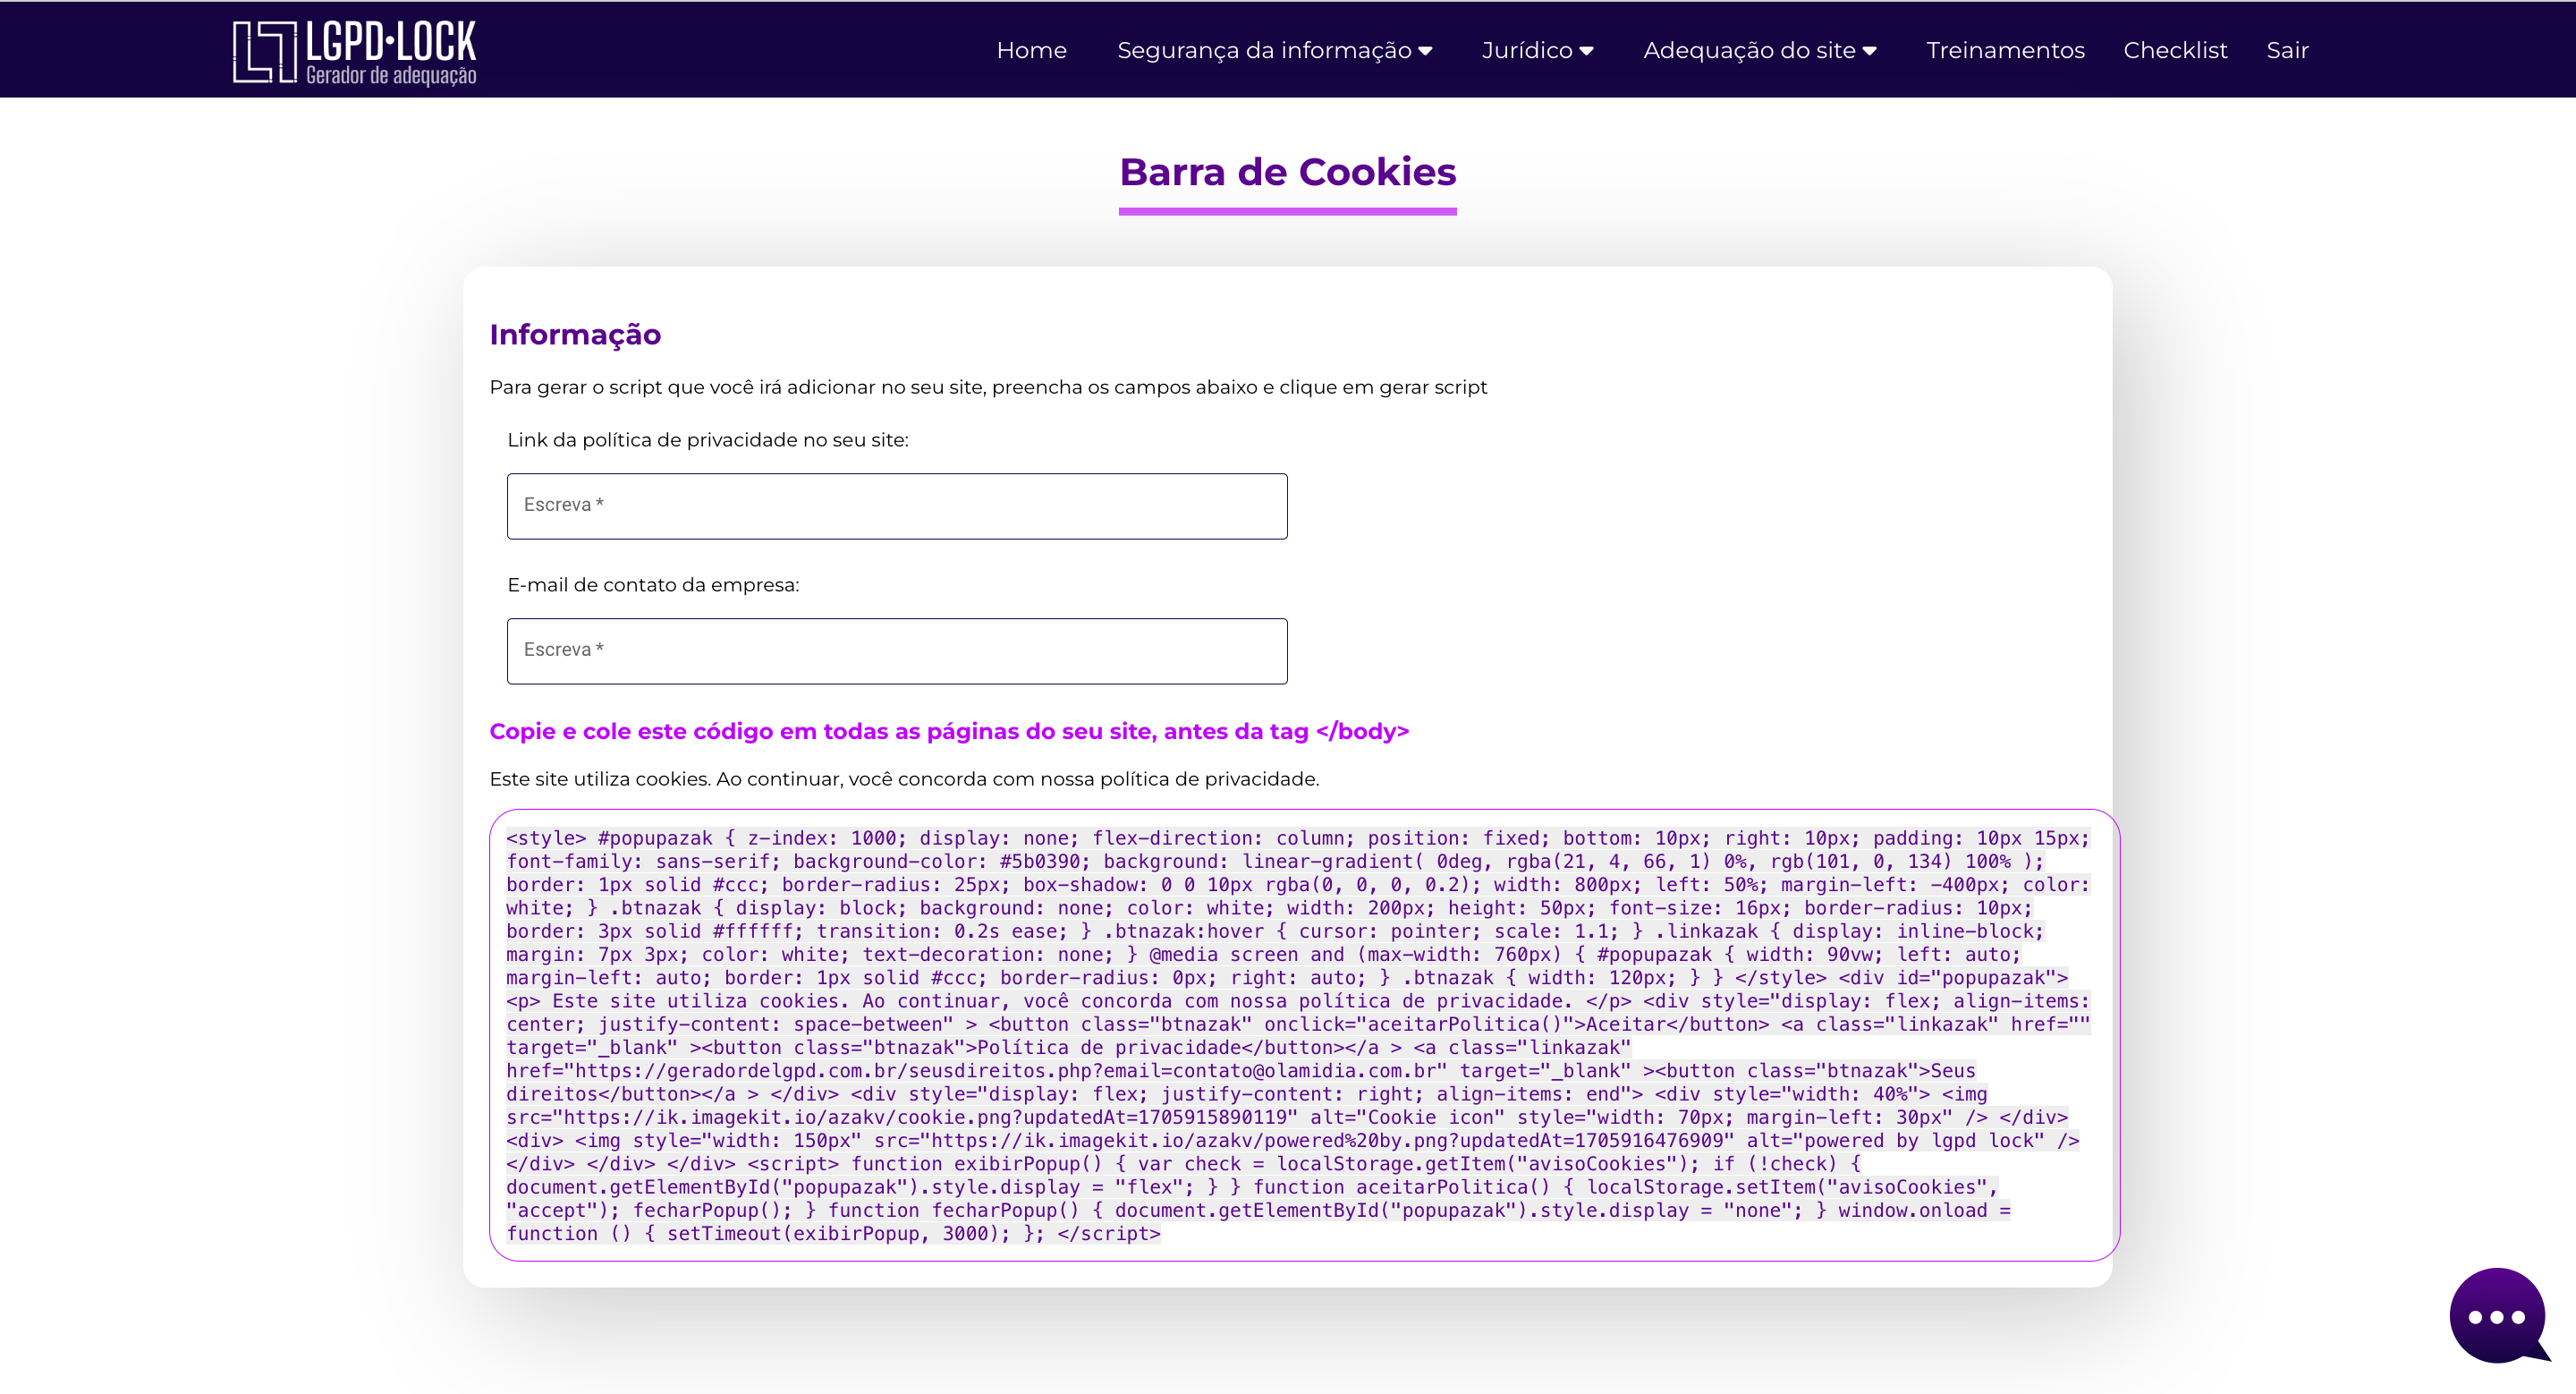 LGPD•LOCK
Gerador de adequação
Home Segurança da informação Jurídico Adequação do site Treinamentos Checklist Sair
Barra de Cookies
Informação
Para gerar o script que você irá adicionar no seu site, preencha os campos abaixo e clique em gerar script
Link da política de privacidade no seu site:
Escreva *
E-mail de contato da empresa:
Escreva *
Copie e cole este código em todas as páginas do seu site, antes da tag </body>
Este site utiliza cookies. Ao continuar, você concorda com nossa política de privacidade.
<style> #popupazak { z-index: 1000; display: none; flex-direction: column; position: fixed; bottom: 10px; right: 10px; padding: 10px 15px;
font-family: sans-serif; background-color: #5b0390; background: linear-gradient( 0deg, rgba(21, 4, 66, 1) 0%, rgb(101, 0, 134) 100% );
border: 1px solid #ccc; border-radius: 25px; box-shadow: 0 0 10px rgba(0, 0, 0, 0.2); width: 800px; left: 50%; margin-left: -400px; color:
white; } .btnazak { display: block; background: none; color: white; width: 200px; height: 50px; font-size: 16px; border-radius: 10px;
border: 3px solid #ffffff; transition: 0.2s ease; } .btnazak:hover { cursor: pointer; scale: 1.1; } .linkazak { display: inline-block;
margin: 7px 3px; color: white; text-decoration: none; } @media screen and (max-width: 760px) { #popupazak { width: 90vw; left: auto;
margin-left: auto; border: 1px solid #ccc; border-radius: 0px; right: auto; } .btnazak { width: 120px; } } </style> <div id="popupazak">
<p> Este site utiliza cookies. Ao continuar, você concorda com nossa política de privacidade. </p> <div style="display: flex; align-items:
center; justify-content: space-between" > <button class="btnazak" onclick="aceitarPolitica()">Aceitar</button> <a class="linkazak" href=""
target="_blank" ><button class="btnazak">Política de privacidade</button></a > <a class="linkazak"
href="https://geradordelgpd.com.br/seusdireitos.php?email=contato@olamidia.com.br" target="_blank" ><button class="btnazak">Seus
direitos</button></a > </div> <div style="display: flex; justify-content: right; align-items: end"> <div style="width: 40%"> <img
src="https://ik.imagekit.io/azakv/cookie.png?updatedAt=1705915890119" alt="Cookie icon" style="width: 70px; margin-left: 30px" /> </div>
<div> <img style="width: 150px" src="https://ik.imagekit.io/azakv/powered%20by.png?updatedAt=1705916476909" alt="powered by lgpd lock" />
</div> </div> </div> <script> function exibirPopup() { var check = localStorage.getItem("avisoCookies"); if (!check) {
document.getElementById("popupazak").style.display = "flex"; } } function aceitarPolitica() { localStorage.setItem("avisoCookies",
"accept"); fecharPopup(); } function fecharPopup() { document.getElementById("popupazak").style.display = "none"; } window.onload =
function () { setTimeout(exibirPopup, 3000); }; </script>